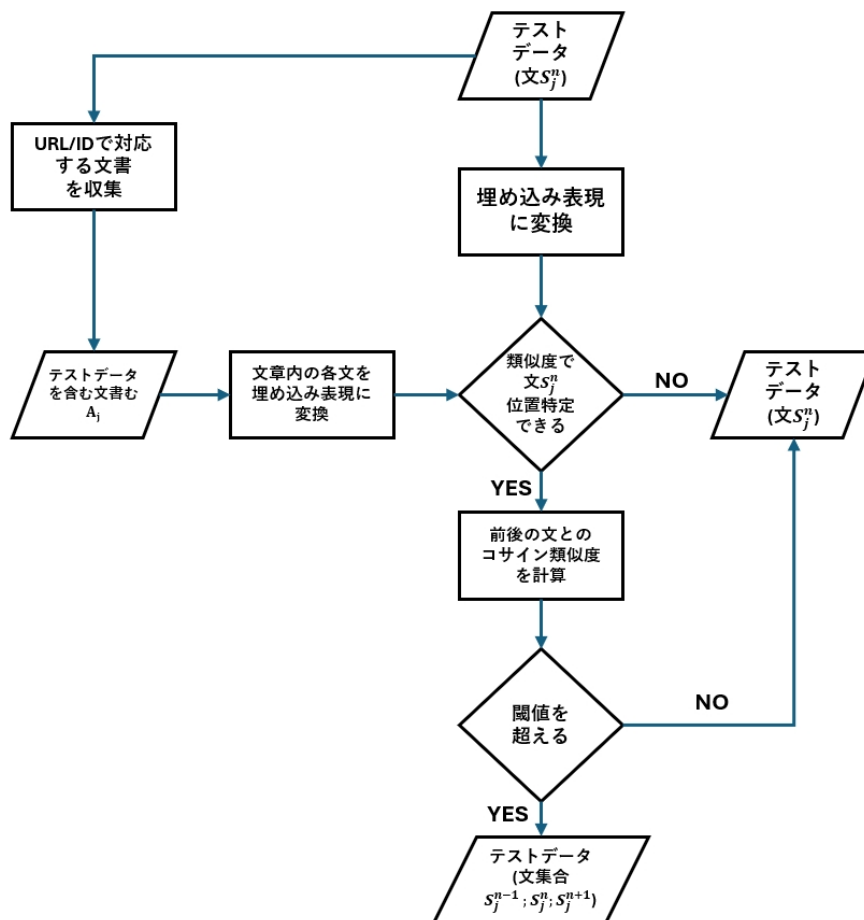 テスト
データ
(文$S_j^n$)
URL/IDで対応
する文書
を収集
埋め込み表現
に変換
テストデータ
を含む文書む
$A_j$
文章内の各文を
埋め込み表現に
変換
類似度で
文$S_j^n$
位置特定
できる
NO
テスト
データ
(文$S_j^n$)
YES
前後の文との
コサイン類似度
を計算
閾値を
超える
NO
YES
テストデータ
(文集合
$S_j^{n-1}$; $S_j^n$; $S_j^{n+1}$)